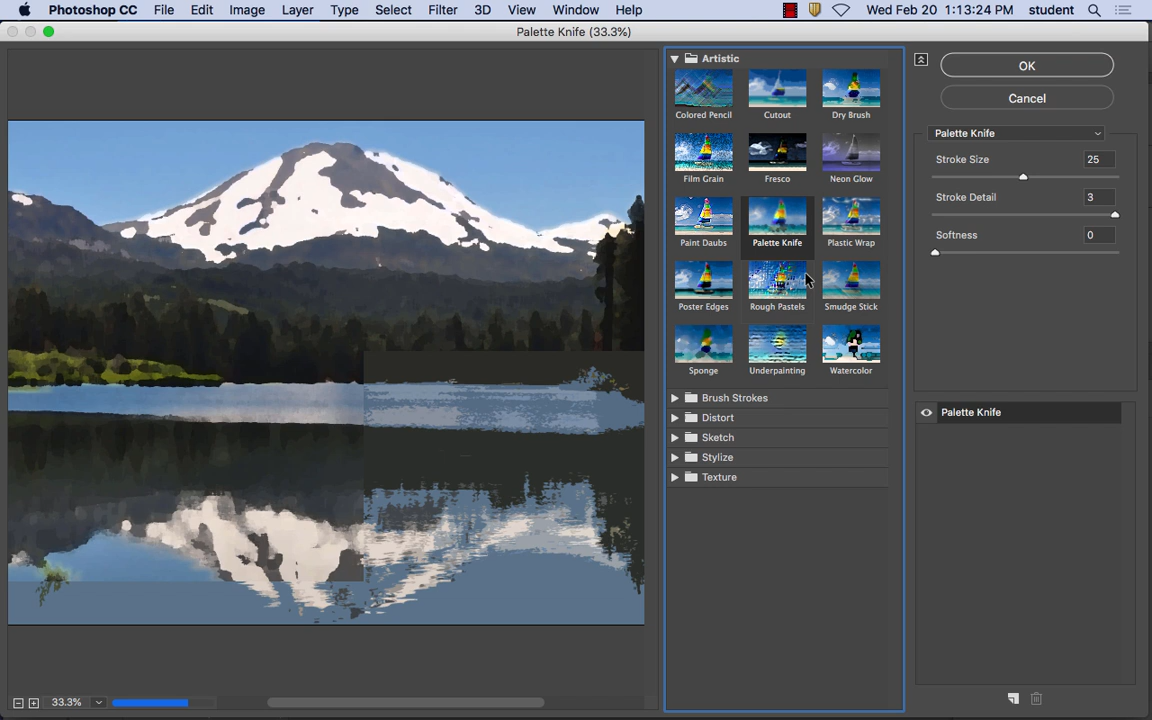 Photoshop CC File Edit Image Layer Type Select Filter 3D View Window Help Wed Feb 20 1:13:24 PM student
Palette Knife (33.3%)
Artistic
Colored Pencil Cutout Dry Brush
Film Grain Fresco Neon Glow
Paint Daubs Palette Knife Plastic Wrap
Poster Edges Rough Pastels Smudge Stick
Sponge Underpainting Watercolor
Brush Strokes
Distort
Sketch
Stylize
Texture
OK
Cancel
Palette Knife
Stroke Size 25
Stroke Detail 3
Softness 0
Palette Knife
33.3%